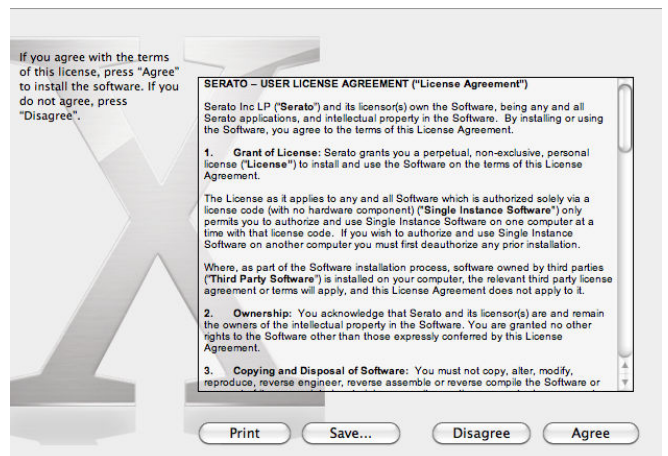 If you agree with the terms
of this license, press "Agree"
to install the software. If you
do not agree, press
"Disagree".
SERATO – USER LICENSE AGREEMENT ("License Agreement")
Serato Inc LP ("Serato") and its licensor(s) own the Software, being any and all
Serato applications, and intellectual property in the Software. By installing or using
the Software, you agree to the terms of this License Agreement.
1. Grant of License: Serato grants you a perpetual, non-exclusive, personal
license ("License") to install and use the Software on the terms of this License
Agreement.
The License as it applies to any and all Software which is authorized solely via a
license code (with no hardware component) ("Single Instance Software") only
permits you to authorize and use Single Instance Software on one computer at a
time with that license code. If you wish to authorize and use Single Instance
Software on another computer you must first deauthorize any prior installation.
Where, as part of the Software installation process, software owned by third parties
("Third Party Software") is installed on your computer, the relevant third party license
agreement or terms will apply, and this License Agreement does not apply to it.
2. Ownership: You acknowledge that Serato and its licensor(s) are and remain
the owners of the intellectual property in the Software. You are granted no other
rights to the Software other than those expressly conferred by this License
Agreement.
3. Copying and Disposal of Software: You must not copy, alter, modify,
reproduce, reverse engineer, reverse assemble or reverse compile the Software or
Print Save... Disagree Agree